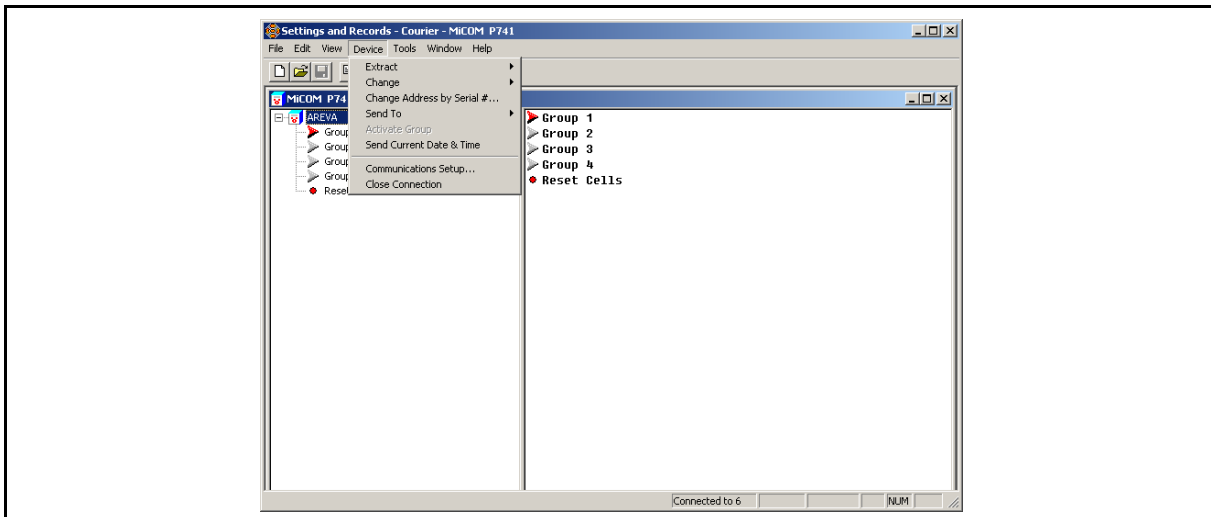 Settings and Records - Courier - MiCOM P741
File Edit View Device Tools Window Help
Extract
Change
Change Address by Serial #...
Send To
Activate Group
Send Current Date & Time
Communications Setup...
Close Connection
MiCOM P74
AREVA
Group
Group
Group
Group
Rese
Group 1
Group 2
Group 3
Group 4
Reset Cells
Connected to 6 NUM